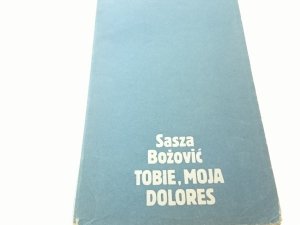 Sasza
Božović
TOBIE, MOJA
DOLORES